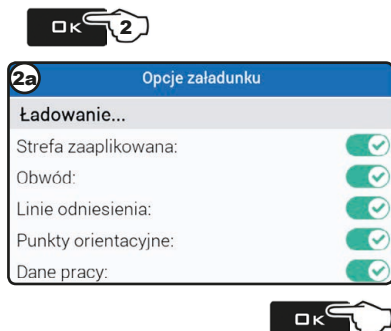 OK 2
2a Opcje załadunku
Ładowanie...
Strefa zaaplikowana:
Obwód:
Linie odniesienia:
Punkty orientacyjne:
Dane pracy:
OK